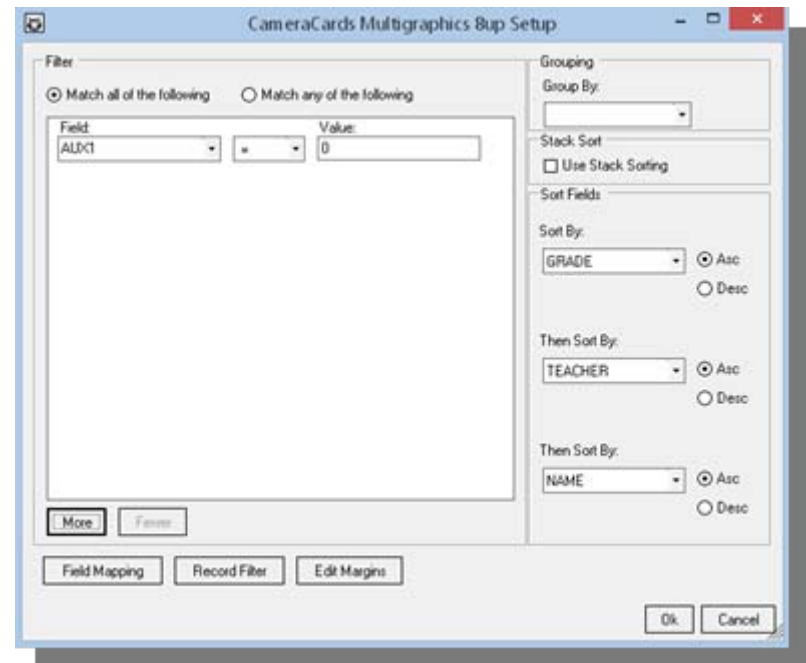 CameraCards Multigraphics 8up Setup
Filter
Match all of the following
Match any of the following
Field:
Value:
AUX1
=
0
More
Fewer
Field Mapping
Record Filter
Edit Margins
Grouping
Group By:
Stack Sort
Use Stack Sorting
Sort Fields
Sort By:
GRADE
Asc
Desc
Then Sort By:
TEACHER
Asc
Desc
Then Sort By:
NAME
Asc
Desc
Ok
Cancel